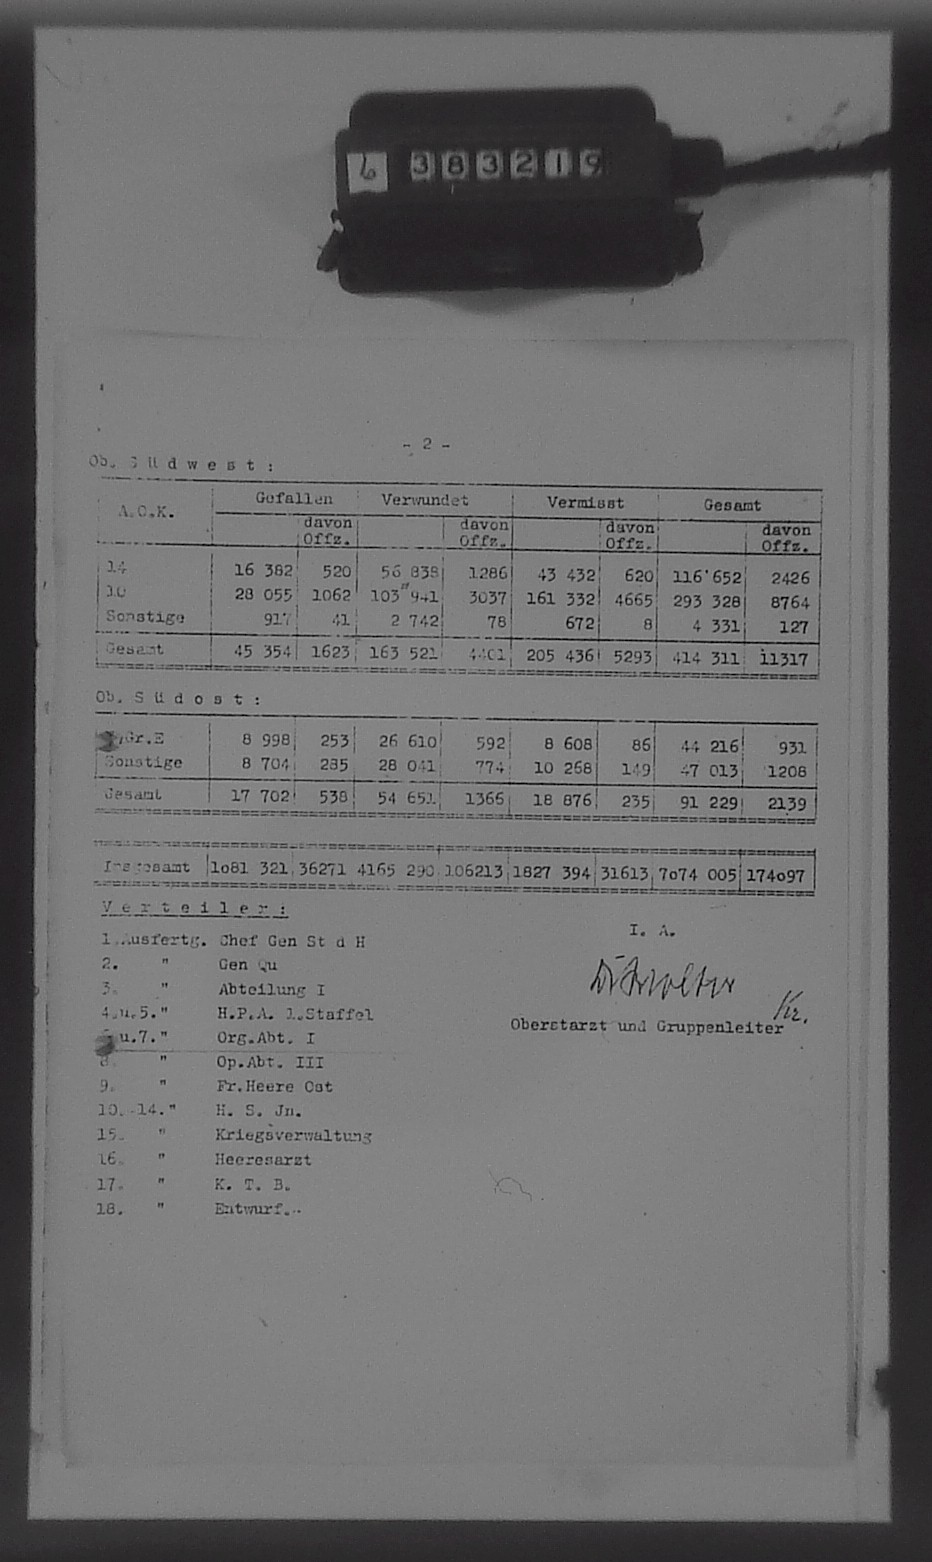 6 383219
- 2 -
Ob. S ü d w e s t :
A.O.K. Gefallen Verwundet Vermisst Gesamt
davon Offz. davon Offz. davon Offz. davon Offz.
14 16 382 520 56 838 1286 43 432 620 116 652 2426
10 28 055 1062 103 941 3037 161 332 4665 293 328 8764
Sonstige 917 41 2 742 78 672 8 4 331 127
Gesamt 45 354 1623 163 521 4401 205 436 5293 414 311 11317
Ob. S ü d o s t :
Gr.E 8 998 253 26 610 592 8 608 86 44 216 931
Sonstige 8 704 285 28 041 774 10 268 149 47 013 1208
Gesamt 17 702 538 54 651 1366 18 876 235 91 229 2139
Insgesamt 1o81 321 36271 4165 290 106213 1827 394 31613 7o74 005 174o97
V e r t e i l e r :
1.Ausfertg. Chef Gen St d H
2. " Gen Qu
3. " Abteilung I
4.u.5." H.P.A. 1.Staffel
u.7." Org.Abt. I
8. " Op.Abt. III
9. " Fr.Heere Ost
10.-14." H. S. Jn.
15. " Kriegsverwaltung
16. " Heeresarzt
17. " K. T. B.
18. " Entwurf.-
I. A.
Kr.
Oberstarzt und Gruppenleiter